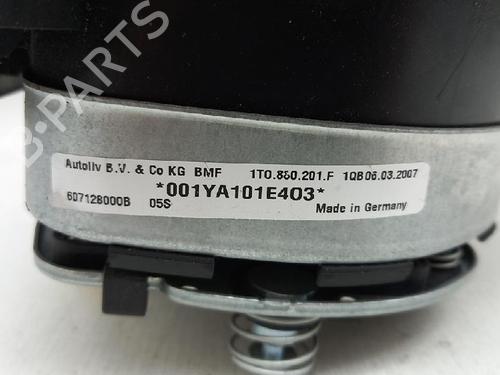 Autoliv B.V. & Co KG BMF 1T0.880.201.F 1QB06.03.2007
*001YA101E403*
607128000B 05S Made in Germany
B-PARTS